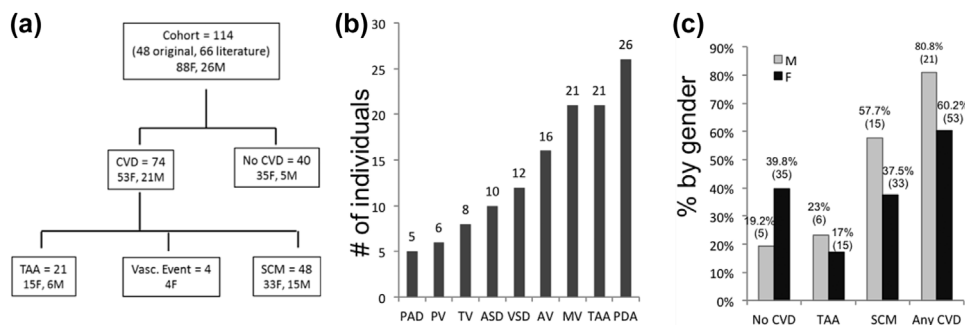 (a)
Cohort = 114
(48 original, 66 literature)
88F, 26M
CVD = 74
53F, 21M
No CVD = 40
35F, 5M
TAA = 21
15F, 6M
Vasc. Event = 4
4F
SCM = 48
33F, 15M
(b)
# of individuals
30
25
20
15
10
5
0
5
6
8
10
12
16
21
21
26
PAD PV TV ASD VSD AV MV TAA PDA
(c)
% by gender
90%
80%
70%
60%
50%
40%
30%
20%
10%
0%
M
F
19.2%
(5)
39.8%
(35)
23%
(6)
17%
(15)
57.7%
(15)
37.5%
(33)
80.8%
(21)
60.2%
(53)
No CVD TAA SCM Any CVD